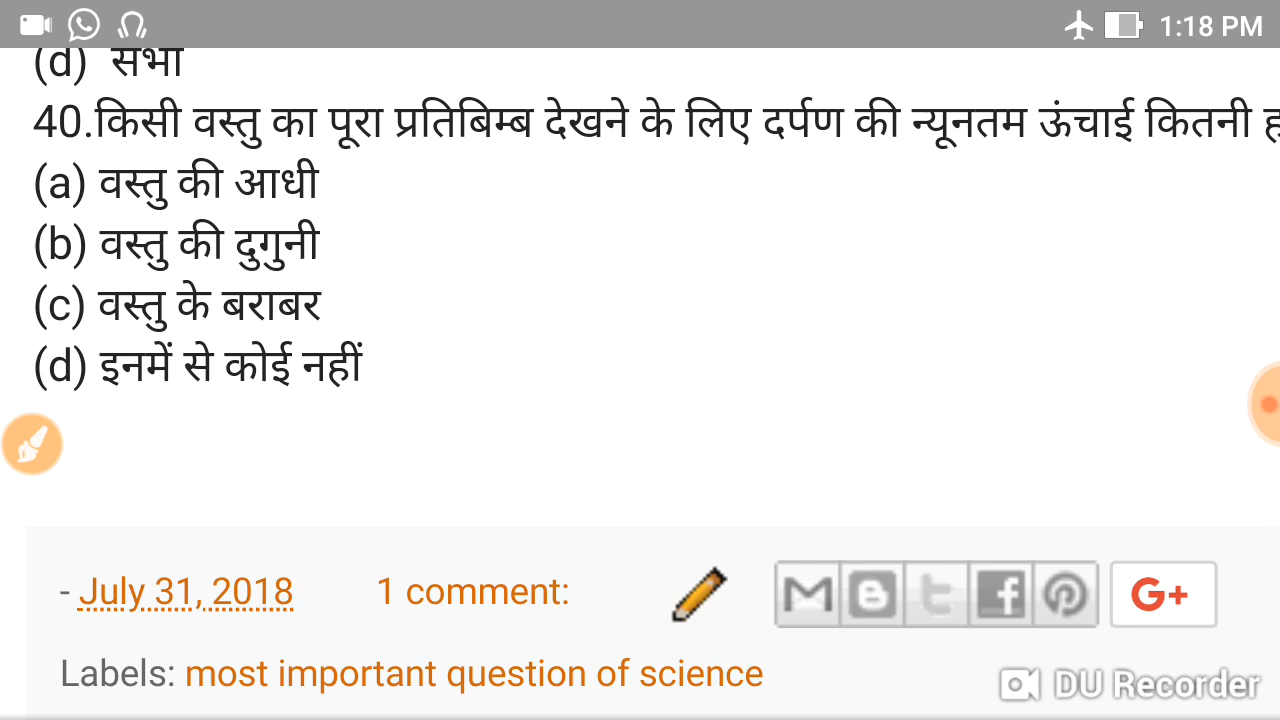 1:18 PM
(d) सभी
40.किसी वस्तु का पूरा प्रतिबिम्ब देखने के लिए दर्पण की न्यूनतम ऊंचाई कितनी
(a) वस्तु की आधी
(b) वस्तु की दुगुनी
(c) वस्तु के बराबर
(d) इनमें से कोई नहीं
- July 31, 2018 1 comment: G+
Labels: most important question of science
DU Recorder